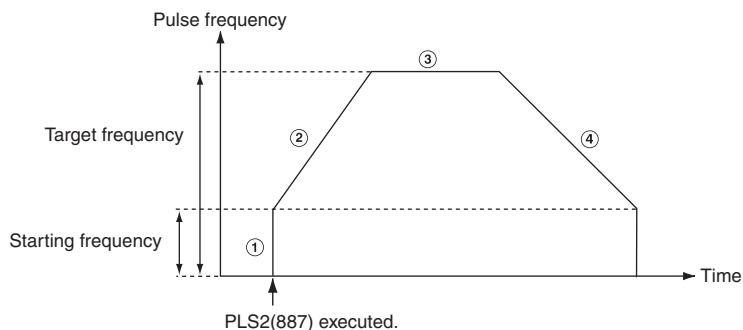 Pulse frequency
③
Target frequency
②
④
Starting frequency
①
Time
PLS2(887) executed.